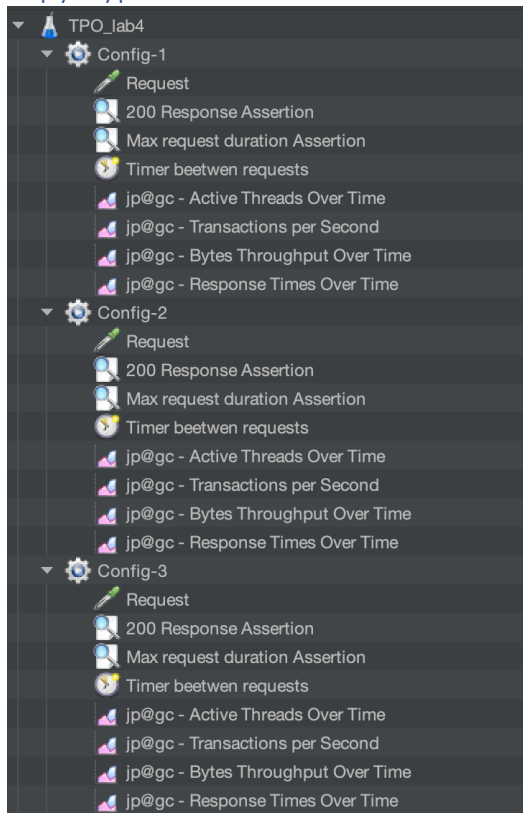 TPO_lab4
Config-1
Request
200 Response Assertion
Max request duration Assertion
Timer beetwen requests
jp@gc - Active Threads Over Time
jp@gc - Transactions per Second
jp@gc - Bytes Throughput Over Time
jp@gc - Response Times Over Time
Config-2
Request
200 Response Assertion
Max request duration Assertion
Timer beetwen requests
jp@gc - Active Threads Over Time
jp@gc - Transactions per Second
jp@gc - Bytes Throughput Over Time
jp@gc - Response Times Over Time
Config-3
Request
200 Response Assertion
Max request duration Assertion
Timer beetwen requests
jp@gc - Active Threads Over Time
jp@gc - Transactions per Second
jp@gc - Bytes Throughput Over Time
jp@gc - Response Times Over Time